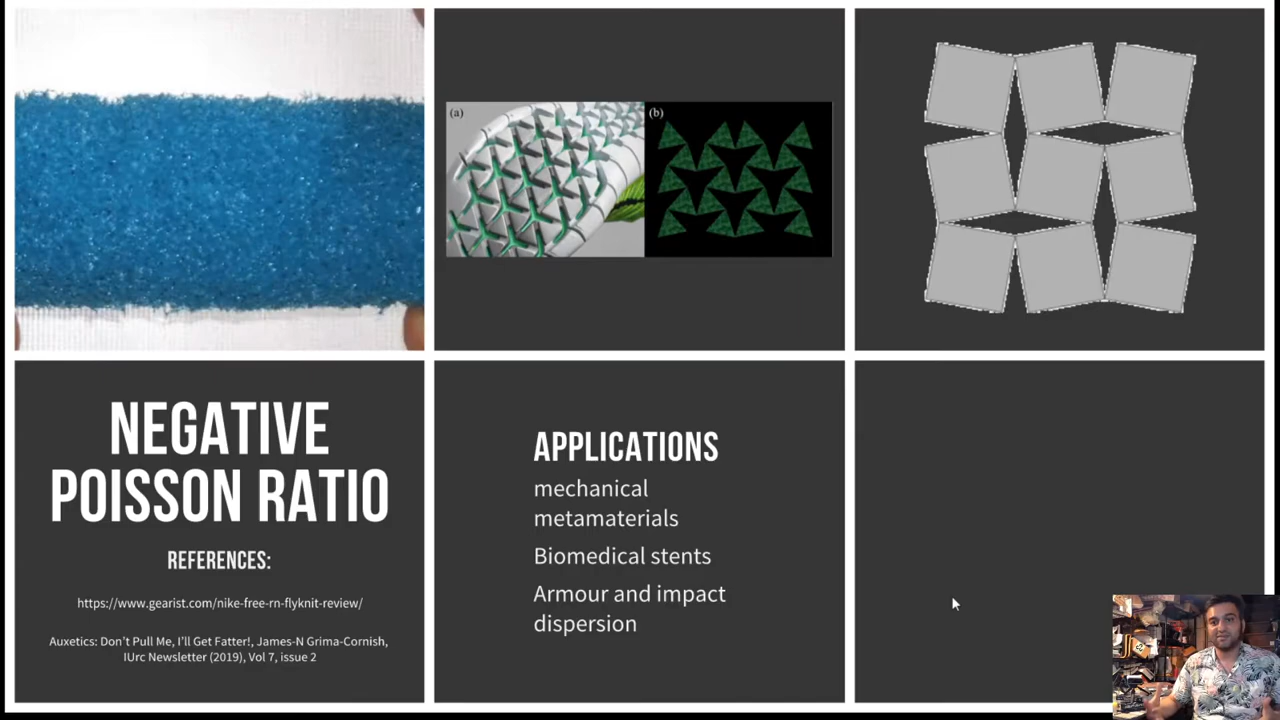 (a)
(b)
NEGATIVE
POISSON RATIO
REFERENCES:
https://www.gearist.com/nike-free-rn-flyknit-review/
Auxetics: Don't Pull Me, I'll Get Fatter!, James-N Grima-Cornish,
IUrc Newsletter (2019), Vol 7, issue 2
APPLICATIONS
mechanical
metamaterials
Biomedical stents
Armour and impact
dispersion